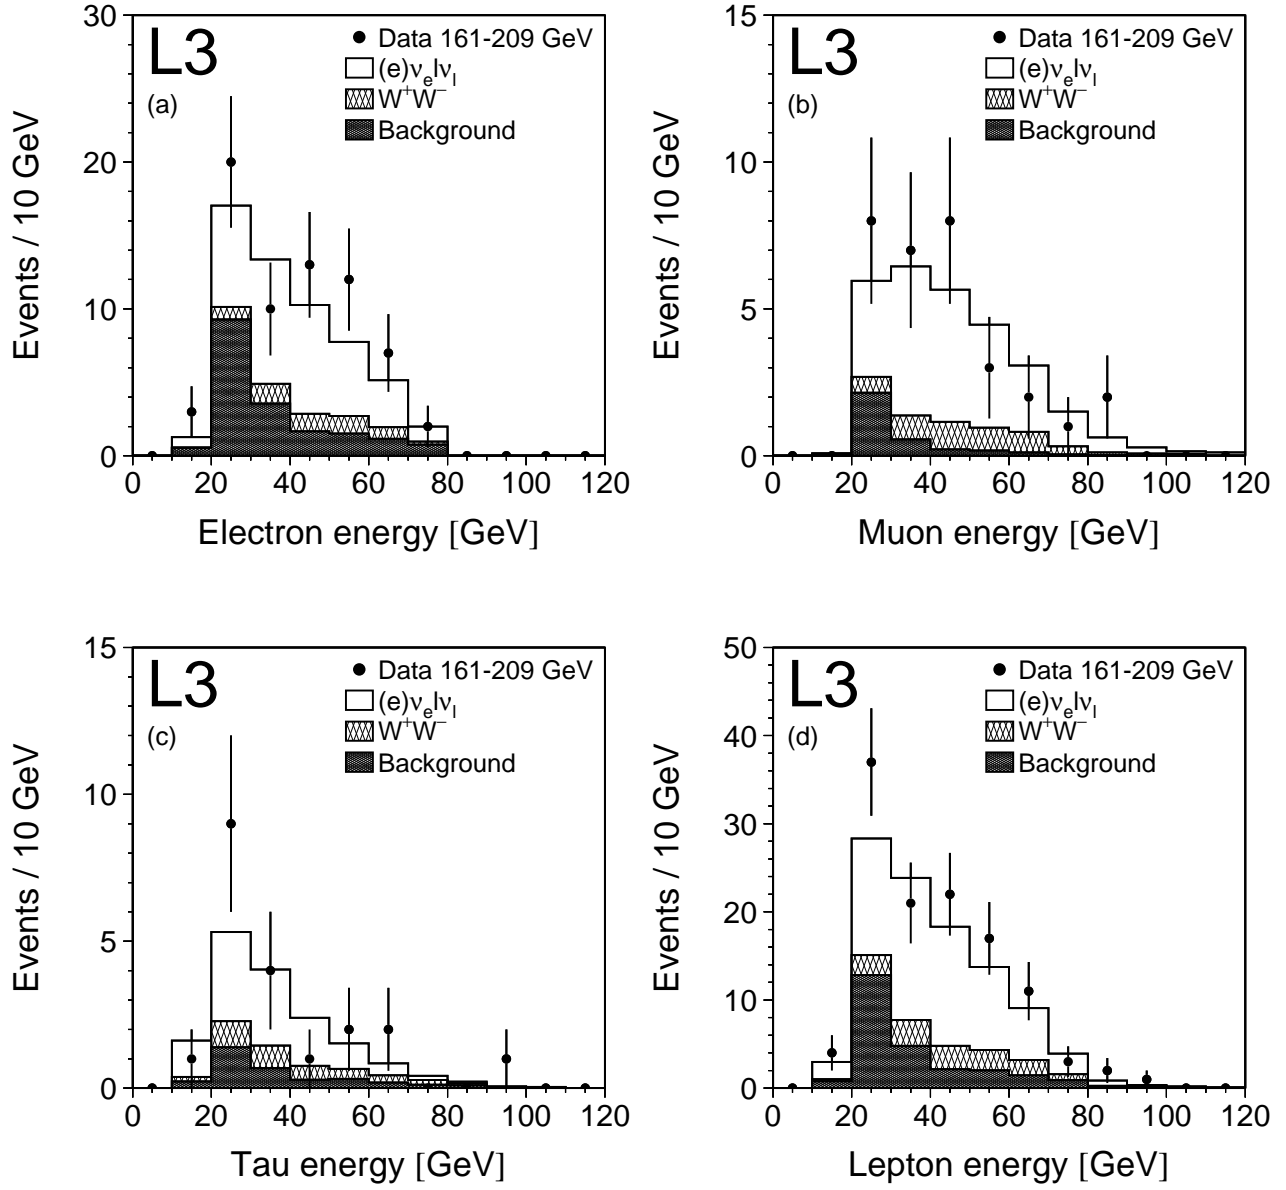 L3
(a)
Data 161-209 GeV
(e)νₑlνₗ
W⁺W⁻
Background
Events / 10 GeV
30
20
10
0
0 20 40 60 80 100 120
Electron energy [GeV]
L3
(b)
Data 161-209 GeV
(e)νₑlνₗ
W⁺W⁻
Background
Events / 10 GeV
15
10
5
0
0 20 40 60 80 100 120
Muon energy [GeV]
L3
(c)
Data 161-209 GeV
(e)νₑlνₗ
W⁺W⁻
Background
Events / 10 GeV
15
10
5
0
0 20 40 60 80 100 120
Tau energy [GeV]
L3
(d)
Data 161-209 GeV
(e)νₑlνₗ
W⁺W⁻
Background
Events / 10 GeV
50
40
30
20
10
0
0 20 40 60 80 100 120
Lepton energy [GeV]